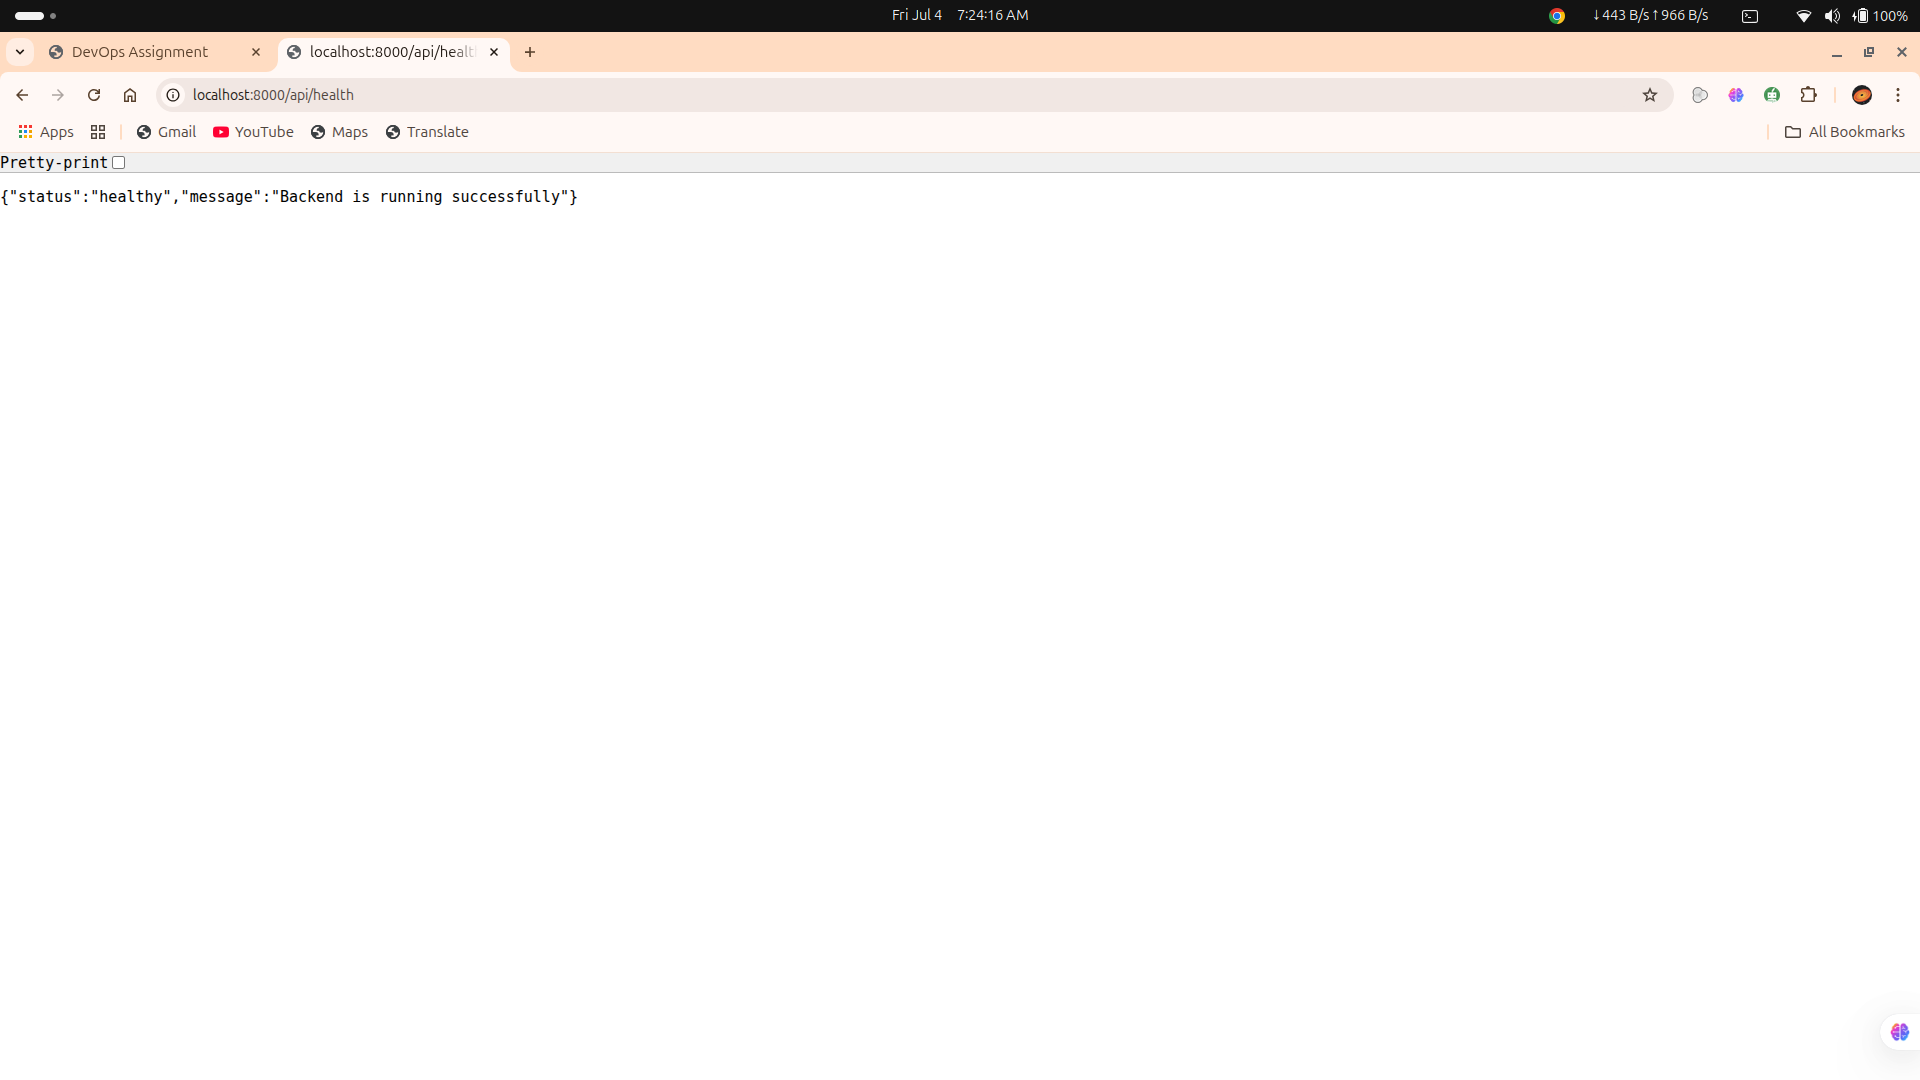 Fri Jul 4 7:24:16 AM
↓443 B/s↑966 B/s
100%
DevOps Assignment
localhost:8000/api/healt
localhost:8000/api/health
Apps
Gmail
YouTube
Maps
Translate
All Bookmarks
Pretty-print
{"status":"healthy","message":"Backend is running successfully"}